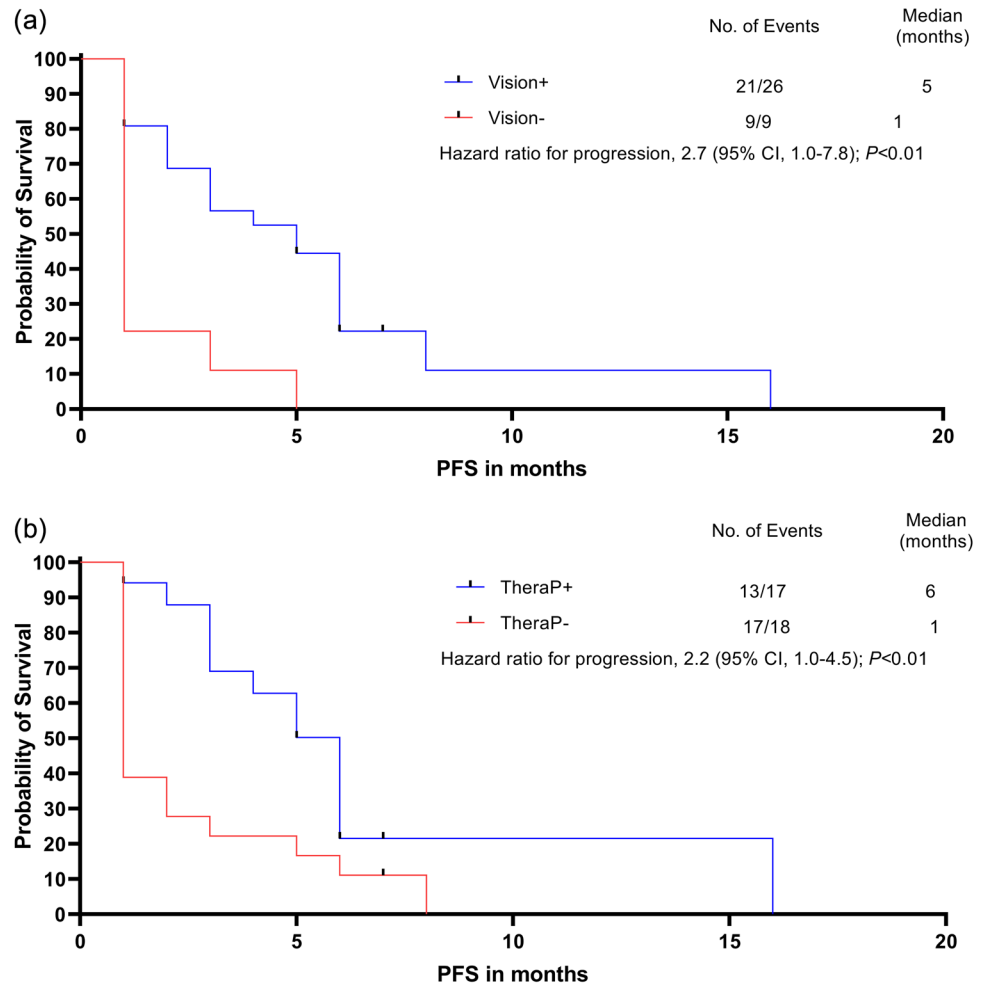 (a)
No. of Events
Median
(months)
Vision+ 21/26 5
Vision- 9/9 1
Hazard ratio for progression, 2.7 (95% CI, 1.0-7.8); P<0.01
Probability of Survival
100
90
80
70
60
50
40
30
20
10
0
0 5 10 15 20
PFS in months
(b)
No. of Events
Median
(months)
TheraP+ 13/17 6
TheraP- 17/18 1
Hazard ratio for progression, 2.2 (95% CI, 1.0-4.5); P<0.01
Probability of Survival
100
90
80
70
60
50
40
30
20
10
0
0 5 10 15 20
PFS in months